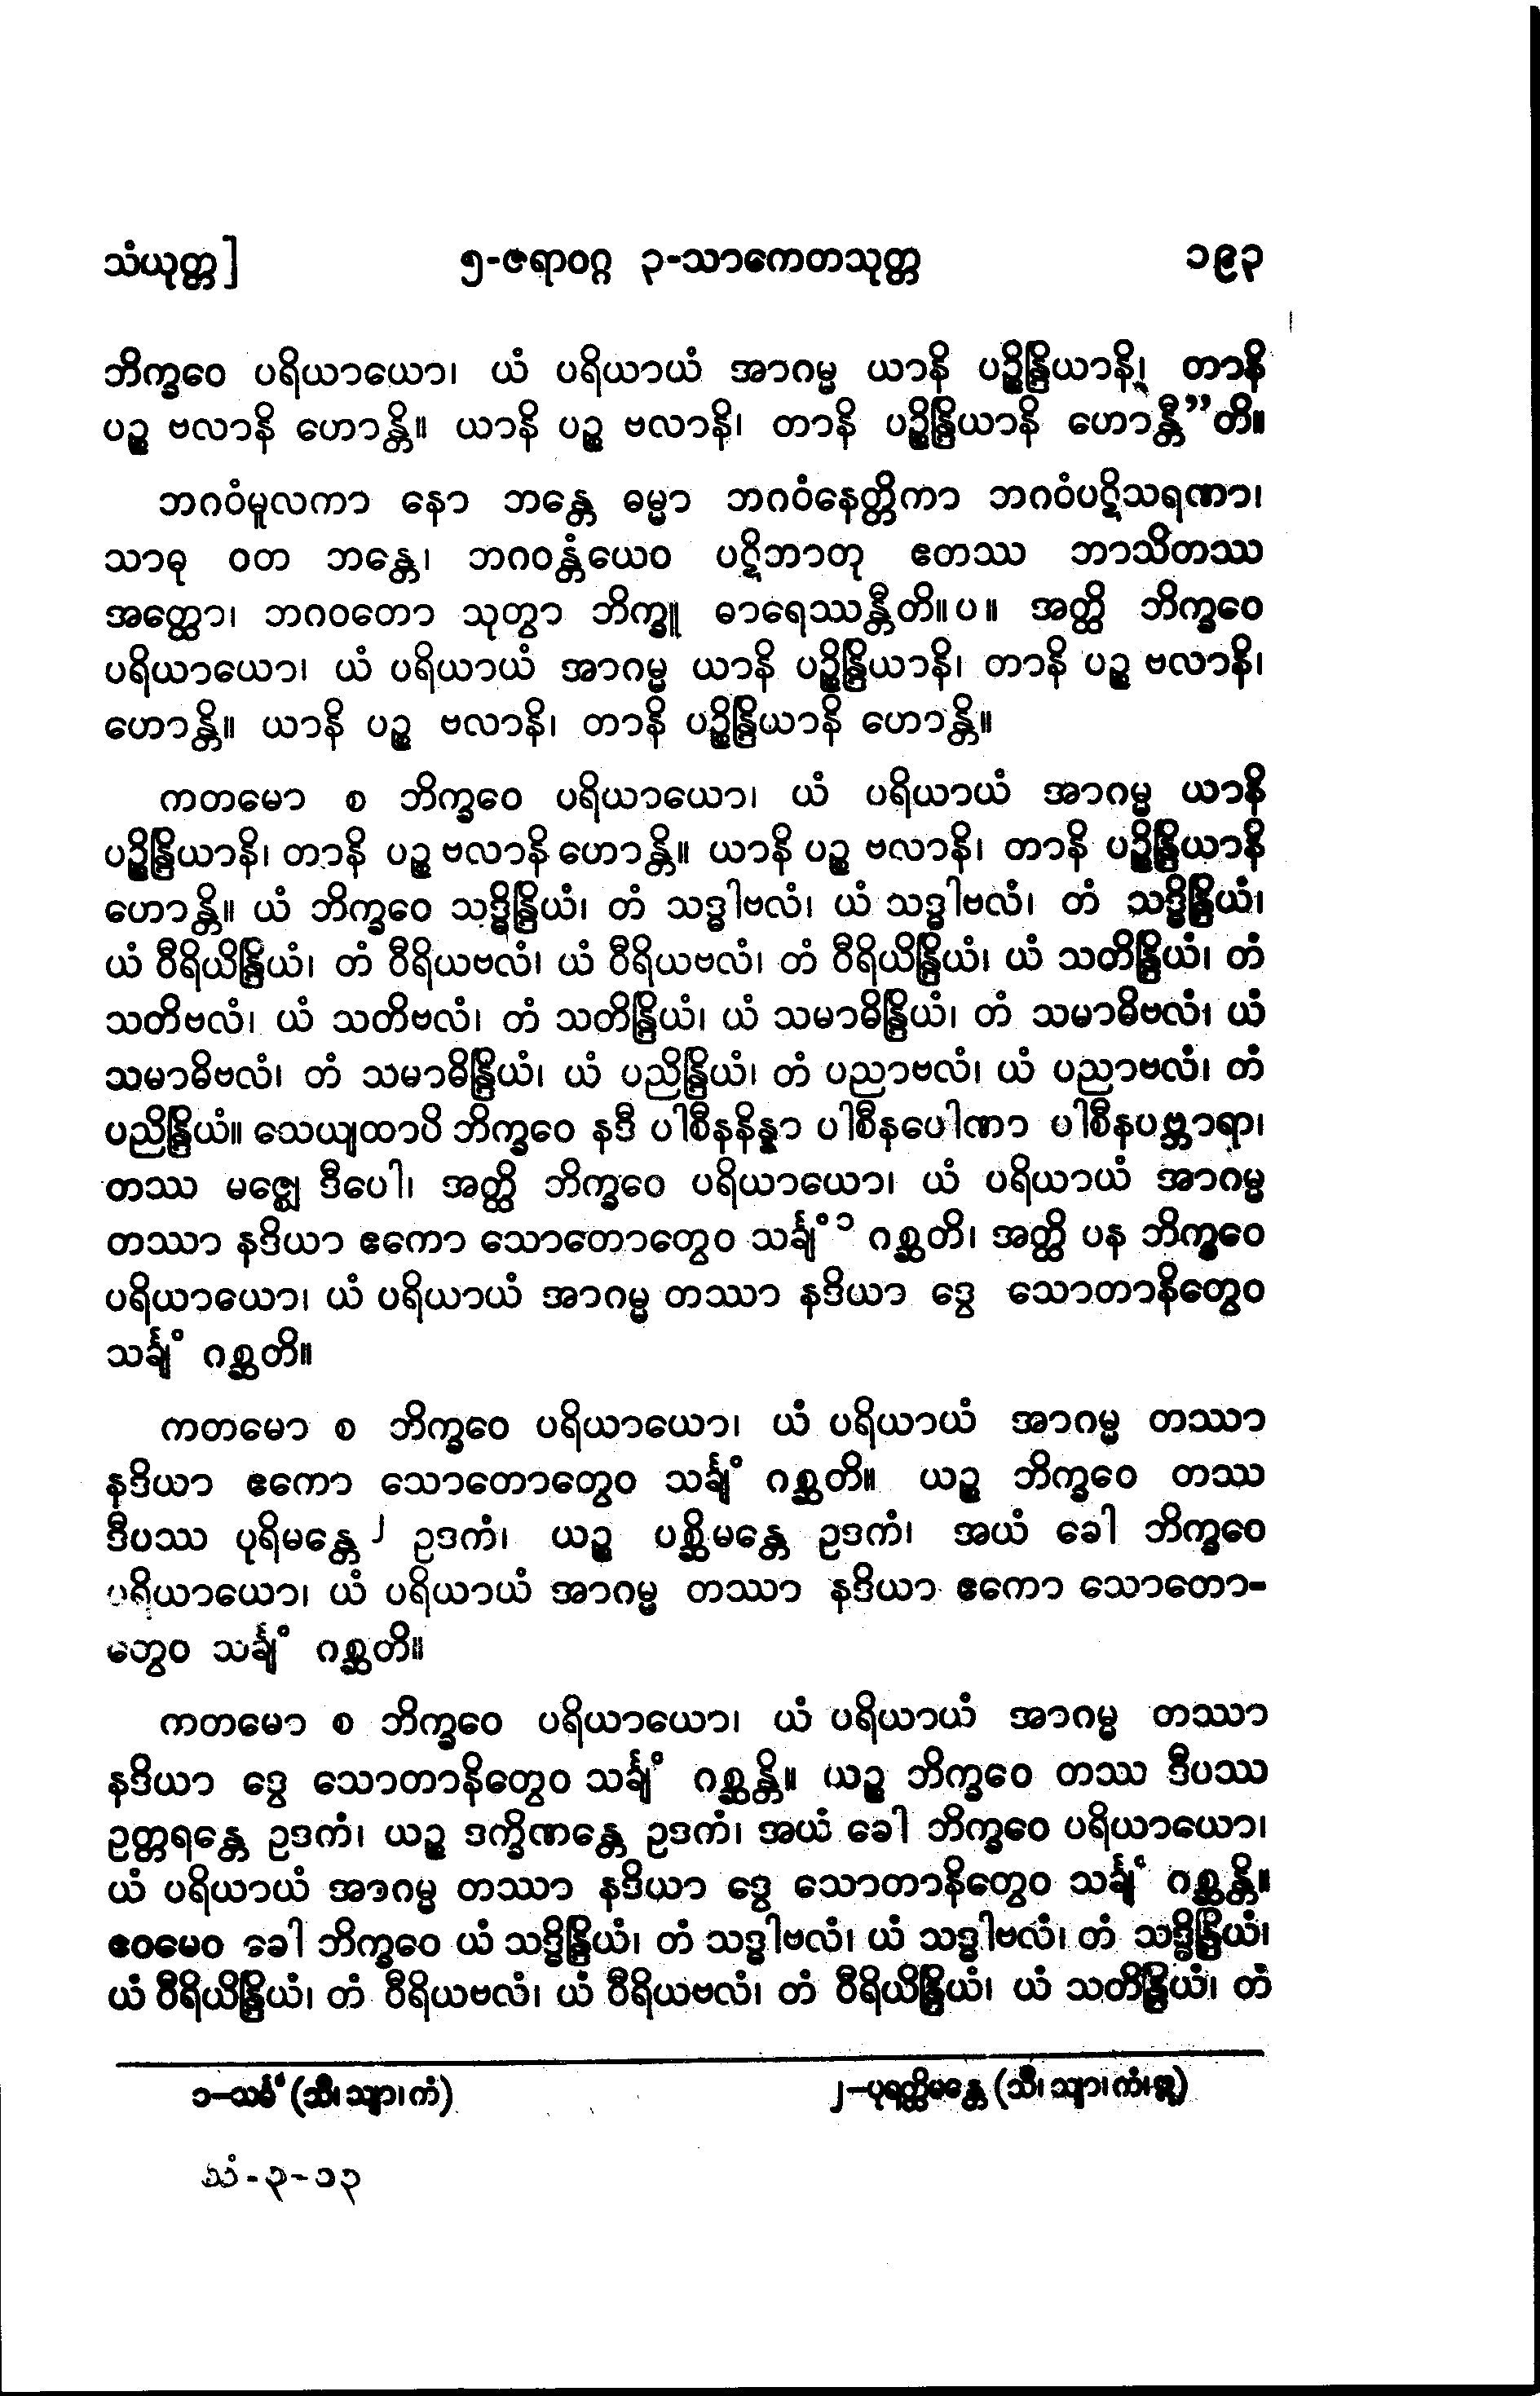 သံယုတ္တ] ၅-ဇရာဝဂ္ဂ ၃-သာကေတသုတ္တ ၁၉၃
ဘိက္ခဝေ ပရိယာယော၊ ယံ ပရိယာယံ အာဂမ္မ ယာနိ ပဉ္စိန္ဒြိယာနိ၊ တာနိ
ပဉ္စ ဗလာနိ ဟောန္တိ။ ယာနိ ပဉ္စ ဗလာနိ၊ တာနိ ပဉ္စိန္ဒြိယာနိ ဟောန္တီ”တိ။
ဘဂဝံမူလကာ နော ဘန္တေ ဓမ္မာ ဘဂဝံနေတ္တိကာ ဘဂဝံပဋိသရဏာ၊
သာဓု ဝတ ဘန္တေ၊ ဘဂဝန္တံယေဝ ပဋိဘာတု ဧတဿ ဘာသိတဿ
အတ္ထော၊ ဘဂဝတော သုတွာ ဘိက္ခူ ဓာရေဿန္တီတိ။ပ။ အတ္ထိ ဘိက္ခဝေ
ပရိယာယော၊ ယံ ပရိယာယံ အာဂမ္မ ယာနိ ပဉ္စိန္ဒြိယာနိ၊ တာနိ ပဉ္စ ဗလာနိ၊
ဟောန္တိ။ ယာနိ ပဉ္စ ဗလာနိ၊ တာနိ ပဉ္စိန္ဒြိယာနိ ဟောန္တိ။
ကတမော စ ဘိက္ခဝေ ပရိယာယော၊ ယံ ပရိယာယံ အာဂမ္မ ယာနိ
ပဉ္စိန္ဒြိယာနိ၊ တာနိ ပဉ္စ ဗလာနိ ဟောန္တိ။ ယာနိ ပဉ္စ ဗလာနိ၊ တာနိ ပဉ္စိန္ဒြိယာနိ
ဟောန္တိ။ ယံ ဘိက္ခဝေ သဒ္ဓိန္ဒြိယံ၊ တံ သဒ္ဓါဗလံ၊ ယံ သဒ္ဓါဗလံ၊ တံ သဒ္ဓိန္ဒြိယံ၊
ယံ ဝီရိယိန္ဒြိယံ၊ တံ ဝီရိယဗလံ၊ ယံ ဝီရိယဗလံ၊ တံ ဝီရိယိန္ဒြိယံ၊ ယံ သတိန္ဒြိယံ၊ တံ
သတိဗလံ၊ ယံ သတိဗလံ၊ တံ သတိန္ဒြိယံ၊ ယံ သမာဓိန္ဒြိယံ၊ တံ သမာဓိဗလံ၊ ယံ
သမာဓိဗလံ၊ တံ သမာဓိန္ဒြိယံ၊ ယံ ပညိန္ဒြိယံ၊ တံ ပညာဗလံ၊ ယံ ပညာဗလံ၊ တံ
ပညိန္ဒြိယံ။ သေယျထာပိ ဘိက္ခဝေ နဒီ ပါစီနနိန္နာ ပါစီနပေါဏာ ပါစီနပဗ္ဘာရာ၊
တဿ မဇ္ဈေ ဒီပေါ၊ အတ္ထိ ဘိက္ခဝေ ပရိယာယော၊ ယံ ပရိယာယံ အာဂမ္မ
တဿာ နဒိယာ ဧကော သောတောတွေဝ သင်္ချံ ၁ ဂစ္ဆတိ၊ အတ္ထိ ပန ဘိက္ခဝေ
ပရိယာယော၊ ယံ ပရိယာယံ အာဂမ္မ တဿာ နဒိယာ ဒွေ သောတာနိတွေဝ
သင်္ချံ ဂစ္ဆတိ။
ကတမော စ ဘိက္ခဝေ ပရိယာယော၊ ယံ ပရိယာယံ အာဂမ္မ တဿာ
နဒိယာ ဧကော သောတောတွေဝ သင်္ချံ ဂစ္ဆတိ။ ယဉ္စ ဘိက္ခဝေ တဿ
ဒီပဿ ပုရိမန္တေ ၂ ဥဒကံ၊ ယဉ္စ ပစ္ဆိမန္တေ ဥဒကံ၊ အယံ ခေါ ဘိက္ခဝေ
ပရိယာယော၊ ယံ ပရိယာယံ အာဂမ္မ တဿာ နဒိယာ ဧကော သောတော-
တွေဝ သင်္ချံ ဂစ္ဆတိ။
ကတမော စ ဘိက္ခဝေ ပရိယာယော၊ ယံ ပရိယာယံ အာဂမ္မ တဿာ
နဒိယာ ဒွေ သောတာနိတွေဝ သင်္ချံ ဂစ္ဆန္တိ။ ယဉ္စ ဘိက္ခဝေ တဿ ဒီပဿ
ဥတ္တရန္တေ ဥဒကံ၊ ယဉ္စ ဒက္ခိဏန္တေ ဥဒကံ၊ အယံ ခေါ ဘိက္ခဝေ ပရိယာယော၊
ယံ ပရိယာယံ အာဂမ္မ တဿာ နဒိယာ ဒွေ သောတာနိတွေဝ သင်္ချံ ဂစ္ဆန္တိ။
ဧဝမေဝ ခေါ ဘိက္ခဝေ ယံ သဒ္ဓိန္ဒြိယံ၊ တံ သဒ္ဓါဗလံ၊ ယံ သဒ္ဓါဗလံ၊ တံ သဒ္ဓိန္ဒြိယံ၊
ယံ ဝီရိယိန္ဒြိယံ၊ တံ ဝီရိယဗလံ၊ ယံ ဝီရိယဗလံ၊ တံ ဝီရိယိန္ဒြိယံ၊ ယံ သတိန္ဒြိယံ၊ တံ
၁-သင်္ခံ (သီ၊ သျာ၊ ကံ) ၂-ပုရတ္ထိမန္တေ (သီ၊ သျာ၊ ကံ၊ ဣ)
သံ-၃-၁၃